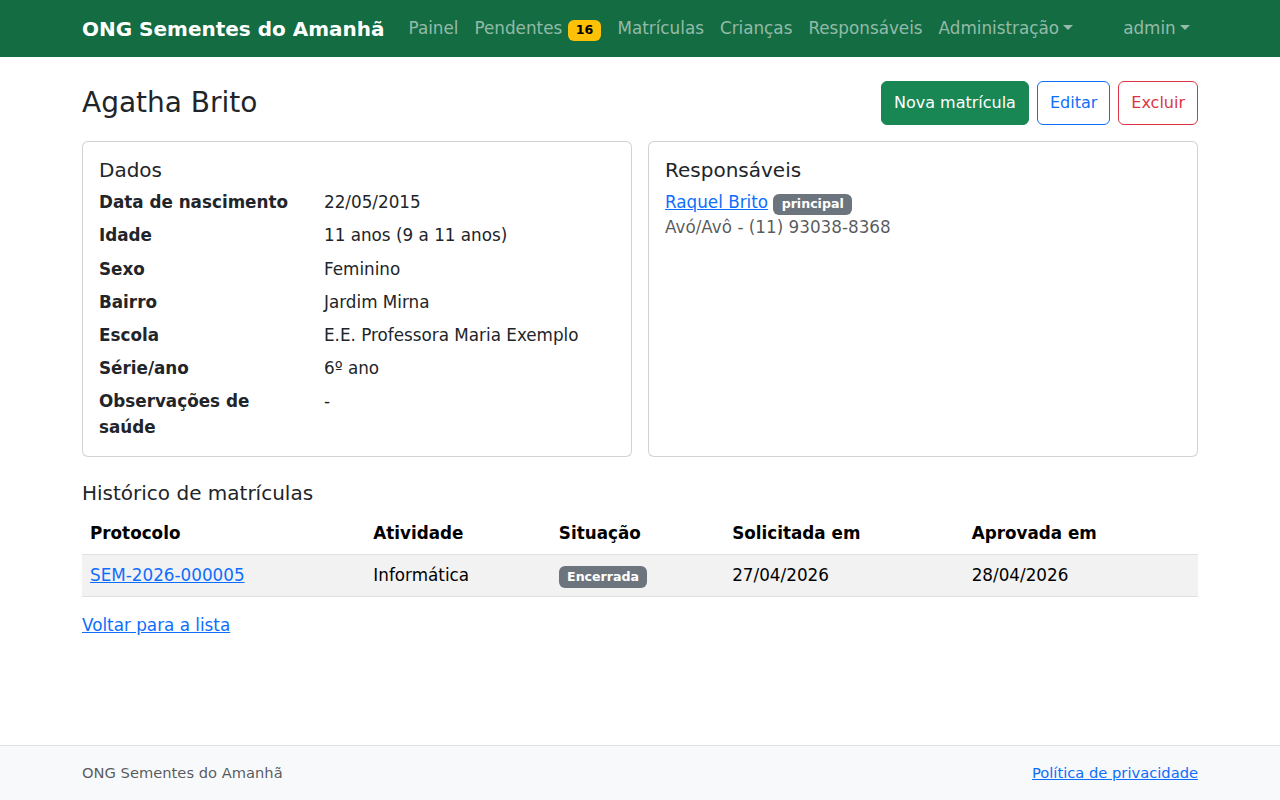 ONG Sementes do Amanhã Painel Pendentes 16 Matrículas Crianças Responsáveis Administração admin
Agatha Brito Nova matrícula Editar Excluir
Dados
Data de nascimento 22/05/2015
Idade 11 anos (9 a 11 anos)
Sexo Feminino
Bairro Jardim Mirna
Escola E.E. Professora Maria Exemplo
Série/ano 6º ano
Observações de -
saúde
Responsáveis
Raquel Brito principal
Avó/Avô - (11) 93038-8368
Histórico de matrículas
Protocolo Atividade Situação Solicitada em Aprovada em
SEM-2026-000005 Informática Encerrada 27/04/2026 28/04/2026
Voltar para a lista
ONG Sementes do Amanhã Política de privacidade